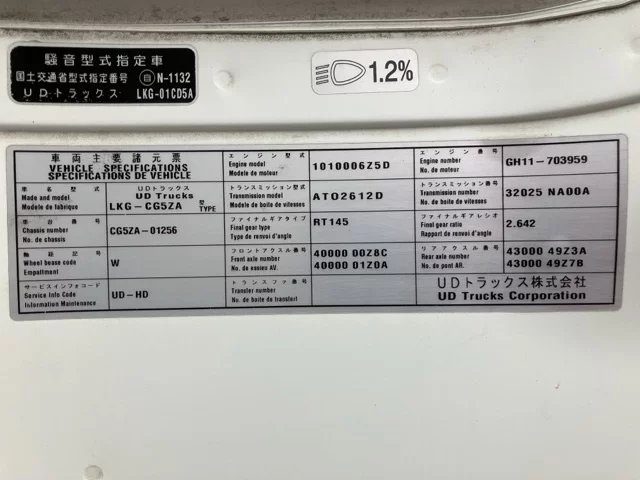 騒音型式指定車
国土交通省型式指定番号 自 N-1132
UDトラックス LKG-01CD5A
1.2%
車両主要諸元票
VEHICLE SPECIFICATIONS
SPECIFICATIONS DE VEHICLE
エンジン型式
Engine model
Modele de moteur
1010006Z5D
エンジン番号
Engine number
No. de moteur
GH11-703959
車名型式
Made and model
Modele de fabrique
UDトラックス
UD Trucks
LKG-CG5ZA 型 TYPE
トランスミッション型式
Transmission model
Modele de boite de vitesses
ATO2612D
トランスミッション番号
Transmission number
No. de boite de vitesses
32025 NA00A
車台番号
Chassis number
No. de chassis
CG5ZA-01256
ファイナルギアタイプ
Final gear type
Type de renvoi d'angle
RT145
ファイナルギアレシオ
Final gear ratio
Rapport de renvoi d'angle
2.642
軸距記号
Wheel bease code
Empattement
W
フロントアクスル番号
Front axle number
No. de essieu AV.
40000 00Z8C
40000 01Z0A
リアアクスル番号
Rear axle number
No. de pont AR.
43000 49Z3A
43000 49Z7B
サービスインフォコード
Service Info Code
Information Maintenance
UD-HD
トランスファ番号
Transfer number
No. de boite de transfert
UDトラックス株式会社
UD Trucks Corporation